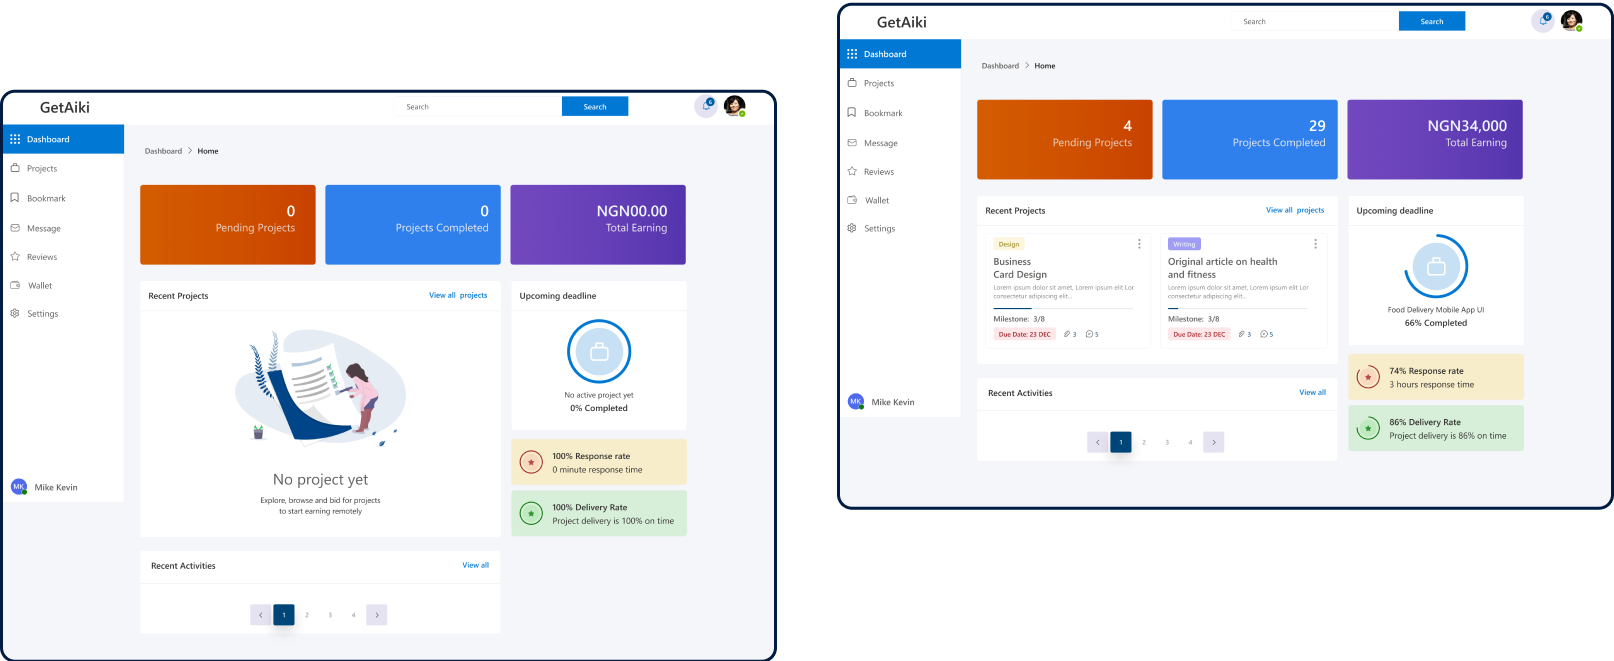 GetAiki
Search
Search
6
Dashboard
Projects
Bookmark
Message
Reviews
Wallet
Settings
MK
Mike Kevin
Dashboard > Home
0
Pending Projects
0
Projects Completed
NGN00.00
Total Earning
Recent Projects
View all projects
No project yet
Explore, browse and bid for projects
to start earning remotely
Upcoming deadline
No active project yet
0% Completed
100% Response rate
0 minute response time
100% Delivery Rate
Project delivery is 100% on time
Recent Activities
View all
< 1 2 3 4 >
GetAiki
Search
Search
6
Dashboard
Projects
Bookmark
Message
Reviews
Wallet
Settings
MK
Mike Kevin
Dashboard > Home
4
Pending Projects
29
Projects Completed
NGN34,000
Total Earning
Recent Projects
View all projects
Design
Business
Card Design
Lorem ipsum dolor sit amet, Lorem ipsum elit Lor
consectetur adipiscing elit...
Milestone: 3/8
Due Date: 23 DEC
3
5
Writing
Original article on health
and fitness
Lorem ipsum dolor sit amet, Lorem ipsum elit Lor
consectetur adipiscing elit...
Milestone: 3/8
Due Date: 23 DEC
3
5
Upcoming deadline
Food Delivery Mobile App UI
66% Completed
74% Response rate
3 hours response time
86% Delivery Rate
Project delivery is 86% on time
Recent Activities
View all
< 1 2 3 4 >